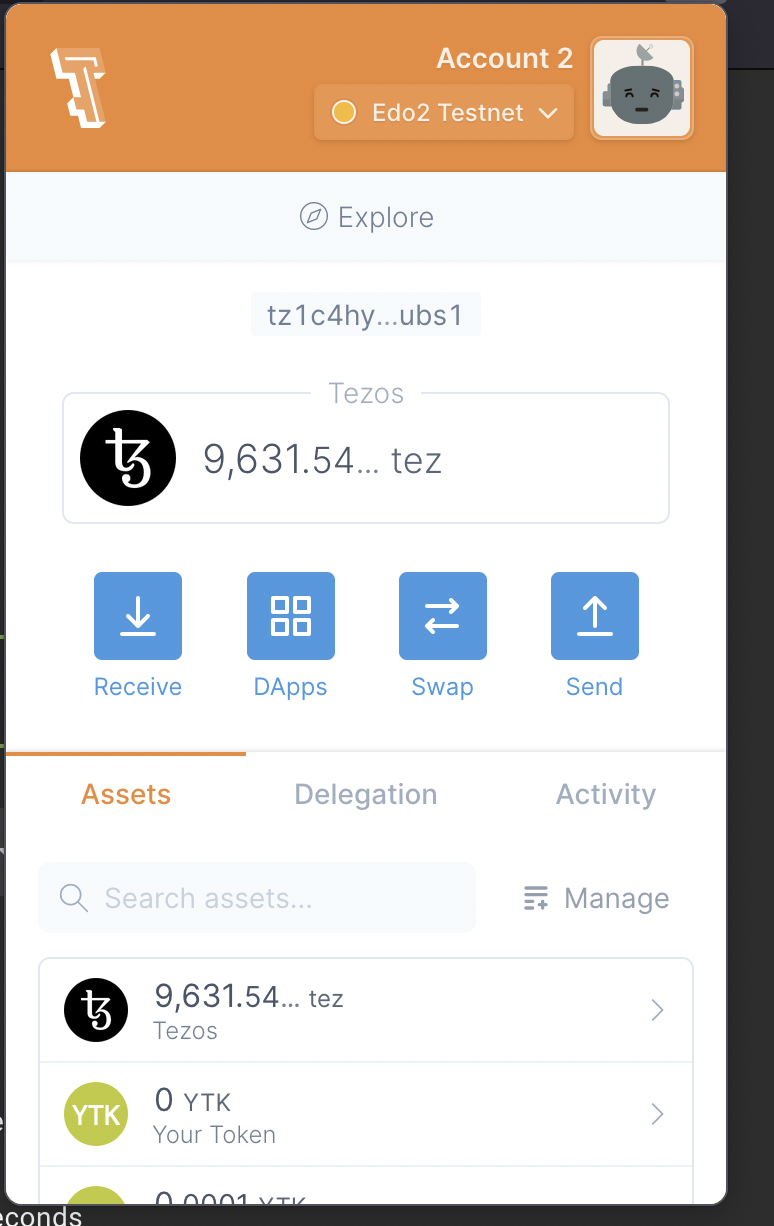 Account 2
Edo2 Testnet
Explore
tz1c4hy...ubs1
Tezos
9,631.54... tez
Receive DApps Swap Send
Assets Delegation Activity
Search assets... Manage
9,631.54... tez
Tezos
YTK
0 YTK
Your Token
0.0001 YTK
econds